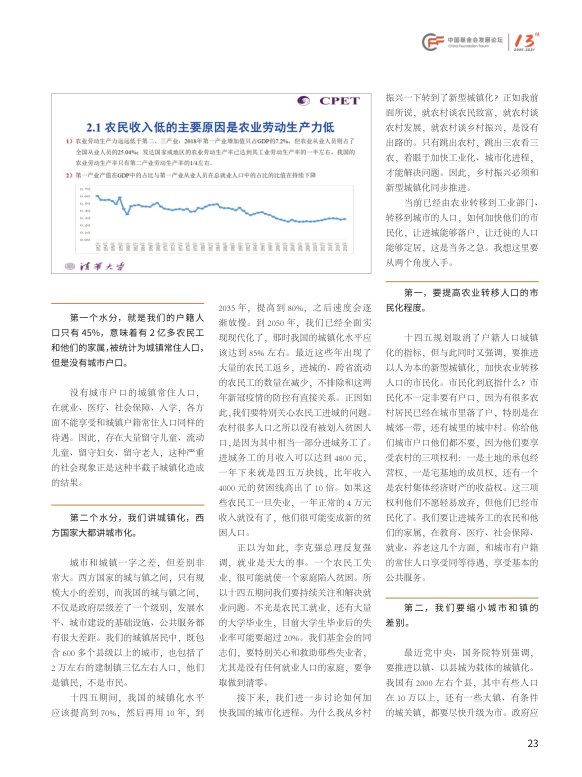 中国基金会发展论坛
China Foundation Forum
13
2008-2021
CPET
2.1 农民收入低的主要原因是农业劳动生产力低
1）农业劳动生产力远远低于第二、三产业：2018年第一产业增加值只占GDP的7.2%，但农业从业人员则占了
全国从业人员的25.04%；发达国家或地区的农业劳动生产率已达到其工业劳动生产率的一半左右。我国的
农业劳动生产率只有第二产业劳动生产率的1/4左右。
2）第一产业产值在GDP中的占比与第一产业从业人员在总就业人口中的占比的比值在持续下降
清华大学
第一个水分，就是我们的户籍人
口只有 45%，意味着有 2 亿多农民工
和他们的家属，被统计为城镇常住人口，
但是没有城市户口。
没有城市户口的城镇常住人口，
在就业、医疗、社会保障、入学，各方
面不能享受和城镇户籍常住人口同样的
待遇。因此，存在大量留守儿童、流动
儿童、留守妇女、留守老人，这种严重
的社会现象正是这种半截子城镇化造成
的结果。
第二个水分，我们讲城镇化，西
方国家大都讲城市化。
城市和城镇一字之差，但差别非
常大。西方国家的城与镇之间，只有规
模大小的差别，而我国的城与镇之间，
不仅是政府层级差了一个级别，发展水
平、城市建设的基础设施、公共服务都
有很大差距。我们的城镇居民中，既包
含 600 多个县级以上的城市，也包括了
2 万左右的建制镇三亿左右人口，他们
是镇民，不是市民。
十四五期间，我国的城镇化水平
应该提高到 70%，然后再用 10 年，到
2035 年，提高到 80%，之后速度会逐
渐放慢。到 2050 年，我们已经全面实
现现代化了，那时我国的城镇化水平应
该达到 85% 左右。最近这些年出现了
大量的农民工返乡，进城的、跨省流动
的农民工的数量在减少，不排除和这两
年新冠疫情的防控有直接关系。正因如
此，我们要特别关心农民工进城的问题。
农村很多人口之所以没有被划入贫困人
口，是因为其中相当一部分进城务工了。
进城务工的月收入可以达到 4800 元，
一年下来就是四五万块钱，比年收入
4000 元的贫困线高出了 10 倍。如果这
些农民工一旦失业，一年正常的 4 万元
收入就没有了，他们很可能变成新的贫
困人口。
正以为如此，李克强总理反复强
调，就业是天大的事。一个农民工失
业，很可能就使一个家庭陷入贫困。所
以十四五期间我们要持续关注和解决就
业问题。不光是农民工就业，还有大量
的大学毕业生，目前大学生毕业后的失
业率可能要超过 20%。我们基金会的同
志们，要特别关心和救助那些失业者，
尤其是没有任何就业人口的家庭，要争
取做到清零。
接下来，我们进一步讨论如何加
快我国的城市化进程。为什么我从乡村
振兴一下转到了新型城镇化？正如我前
面所说，就农村谈农民致富，就农村谈
农村发展，就农村谈乡村振兴，是没有
出路的。只有跳出农村，跳出三农看三
农，着眼于加快工业化、城市化进程，
才能解决问题。因此，乡村振兴必须和
新型城镇化同步推进。
当前已经由农业转移到工业部门、
转移到城市的人口，如何加快他们的市
民化，让进城能够落户，让迁徙的人口
能够定居，这是当务之急。我想这里要
从两个角度入手。
第一，要提高农业转移人口的市
民化程度。
十四五规划取消了户籍人口城镇
化的指标，但与此同时又强调，要推进
以人为本的新型城镇化，加快农业转移
人口的市民化。市民化到底指什么？市
民化不一定非要有户口，因为有很多农
村居民已经在城市里落了户，特别是在
城郊一带，还有城里的城中村。你给他
们城市户口他们都不要，因为他们要享
受农村的三项权利：一是土地的承包经
营权，一是宅基地的成员权，还有一个
是农村集体经济财产的收益权。这三项
权利他们不愿轻易放弃，但他们已经市
民化了。我们要让进城务工的农民和他
们的家属，在教育、医疗、社会保障、
就业、养老这几个方面，和城市有户籍
的常住人口享受同等待遇，享受基本的
公共服务。
第二，我们要缩小城市和镇的
差别。
最近党中央、国务院特别强调，
要推进以镇、以县城为载体的城镇化。
我国有 2000 左右个县，其中有些人口
在 10 万以上，还有一些大镇、有条件
的城关镇，都要尽快升级为市。政府应
23